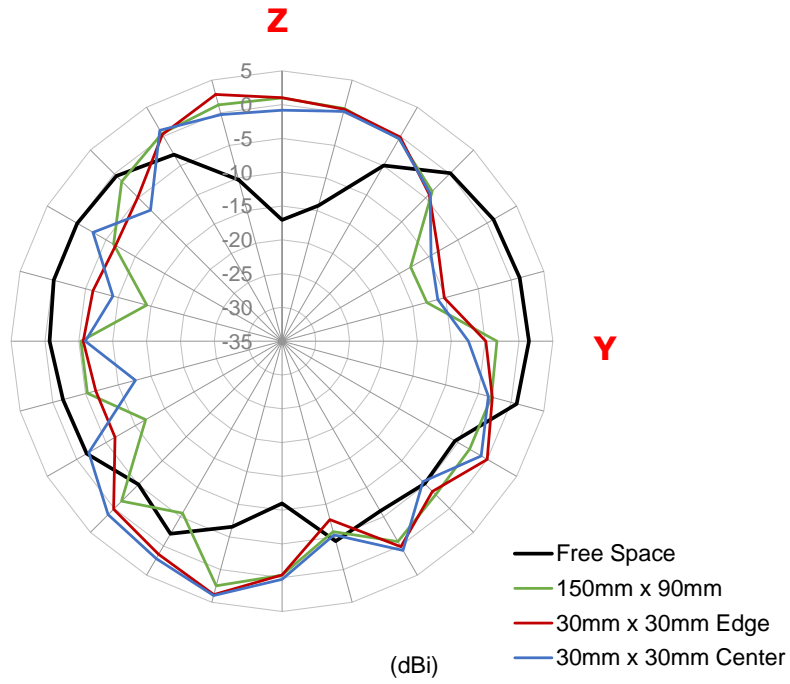 Z
5
0
-5
-10
-15
-20
-25
-30
-35
Y
Free Space
150mm x 90mm
30mm x 30mm Edge
30mm x 30mm Center
(dBi)